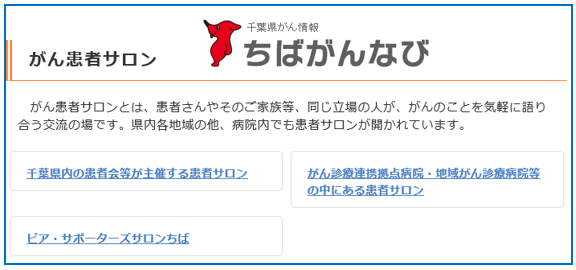 千葉県がん情報
ちばがんなび
がん患者サロン
がん患者サロンとは、患者さんやそのご家族等、同じ立場の人が、がんのことを気軽に語り
合う交流の場です。県内各地域の他、病院内でも患者サロンが開かれています。
千葉県内の患者会等が主催する患者サロン
がん診療連携拠点病院・地域がん診療病院等
の中にある患者サロン
ピア・サポーターズサロンちば